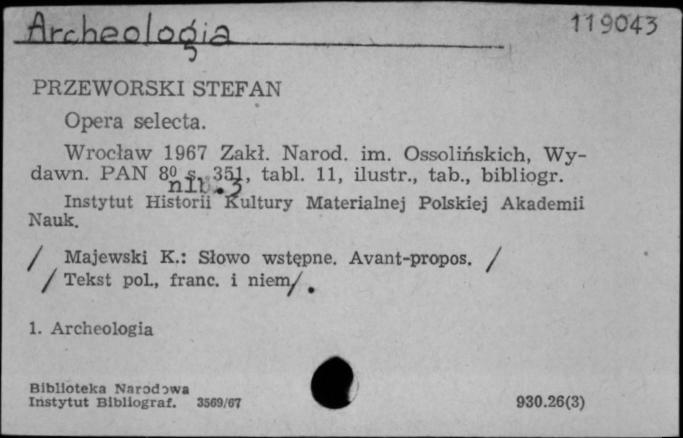 Archeologia 119043
PRZEWORSKI STEFAN
Opera selecta.
Wrocław 1967 Zakł. Narod. im. Ossolińskich, Wy-
dawn. PAN 8⁰ s. 351, tabl. 11, ilustr., tab., bibliogr.
nlb. 3
Instytut Historii Kultury Materialnej Polskiej Akademii
Nauk.
/ Majewski K.: Słowo wstępne. Avant-propos. /
/ Tekst pol., franc. i niem/.
1. Archeologia
Biblioteka Narodowa
Instytut Bibliograf. 3569/67 930.26(3)